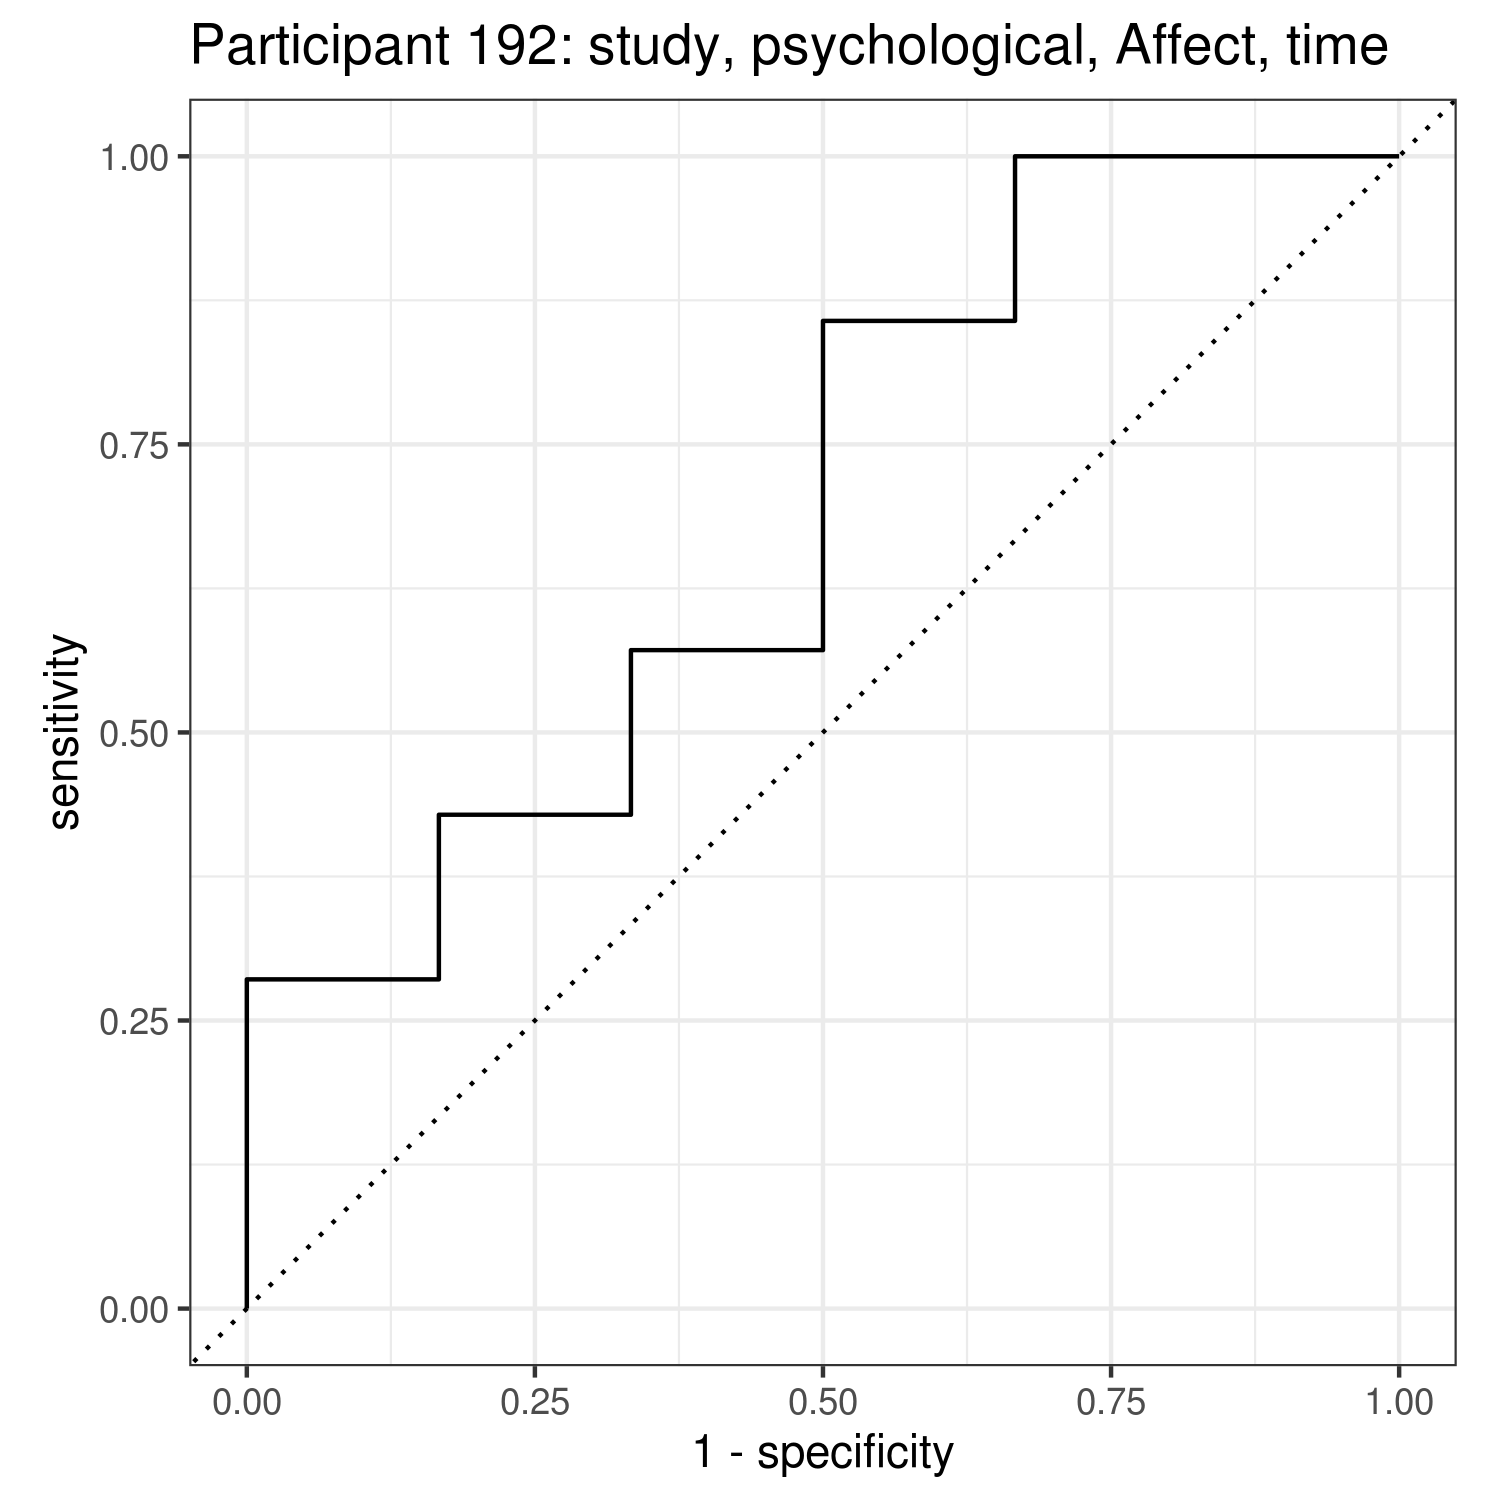 Participant 192: study, psychological, Affect, time
1.00
0.75
0.50
0.25
0.00
sensitivity
0.00 0.25 0.50 0.75 1.00
1 - specificity